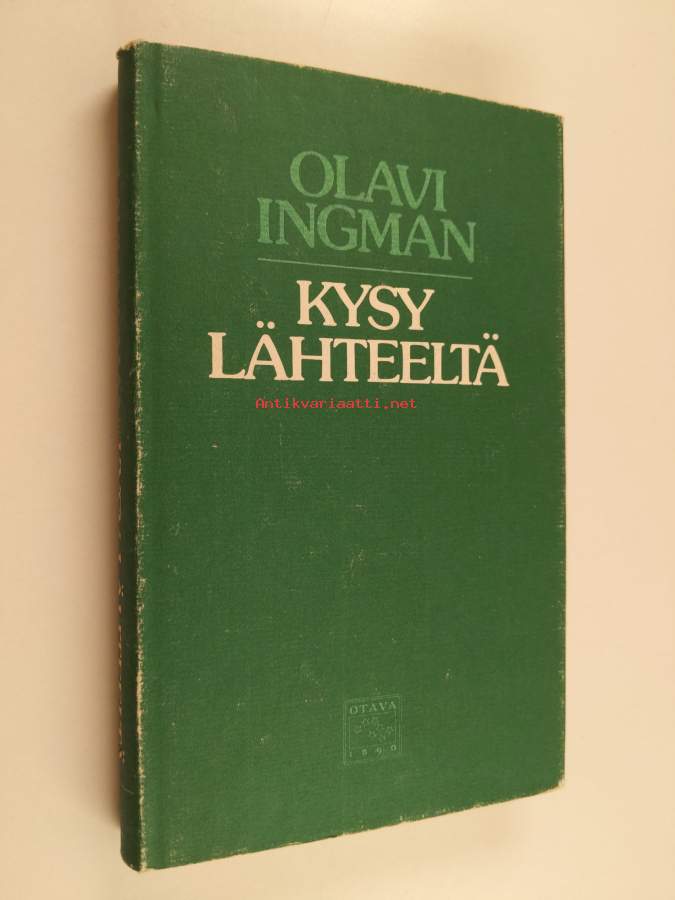 OLAVI
INGMAN
KYSY
LÄHTEELTÄ
Antikvariaatti.net
OTAVA
1890